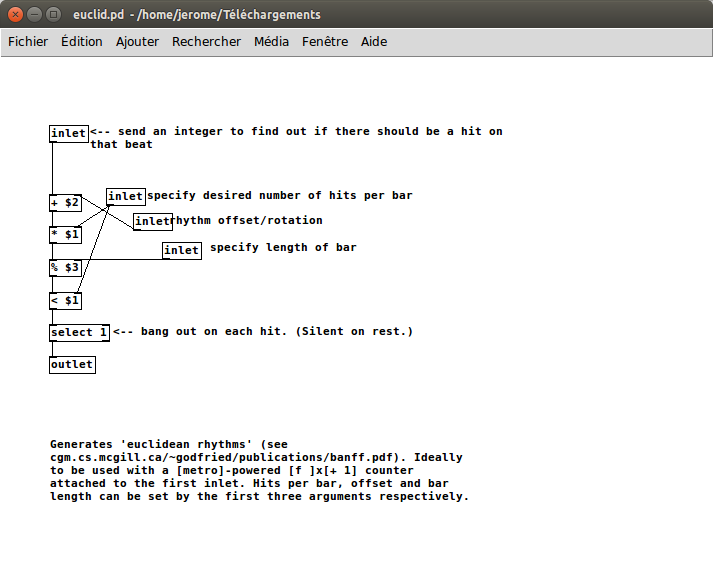 euclid.pd - /home/jerome/Téléchargements
Fichier Édition Ajouter Rechercher Média Fenêtre Aide
inlet <-- send an integer to find out if there should be a hit on
that beat
+ $2
inlet specify desired number of hits per bar
inlet rhythm offset/rotation
* $1
inlet specify length of bar
% $3
< $1
select 1 <-- bang out on each hit. (Silent on rest.)
outlet
Generates 'euclidean rhythms' (see
cgm.cs.mcgill.ca/~godfried/publications/banff.pdf). Ideally
to be used with a [metro]-powered [f ]x[+ 1] counter
attached to the first inlet. Hits per bar, offset and bar
length can be set by the first three arguments respectively.